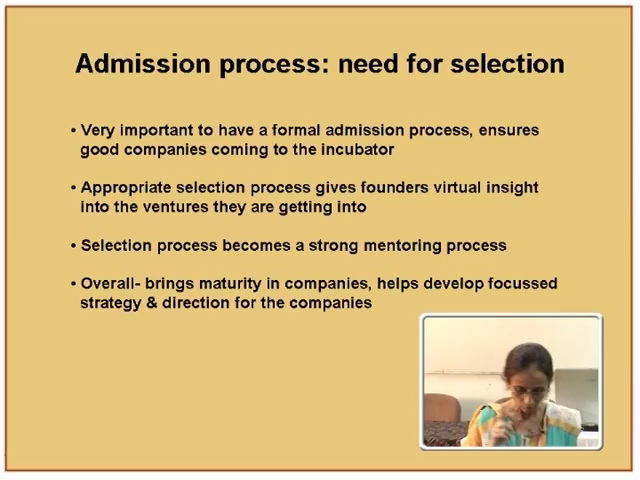 Admission process: need for selection
• Very important to have a formal admission process, ensures
good companies coming to the incubator
• Appropriate selection process gives founders virtual insight
into the ventures they are getting into
• Selection process becomes a strong mentoring process
• Overall- brings maturity in companies, helps develop focussed
strategy & direction for the companies